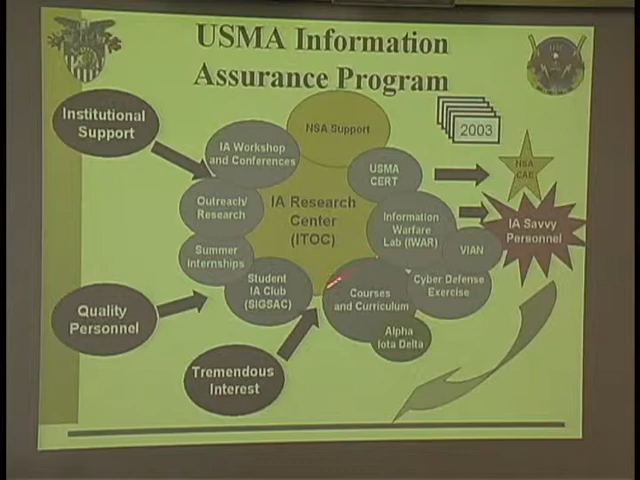 USMA Information
Assurance Program
Institutional
Support
NSA Support
2003
IA Workshop
and Conferences
USMA
CERT
NSA
CAE
Outreach/
Research
IA Research
Center
(ITOC)
Information
Warfare
Lab (IWAR)
IA Savvy
Personnel
VIAN
Summer
Internships
Student
IA Club
(SIGSAC)
Courses
and Curriculum
Cyber Defense
Exercise
Quality
Personnel
Alpha
Iota Delta
Tremendous
Interest